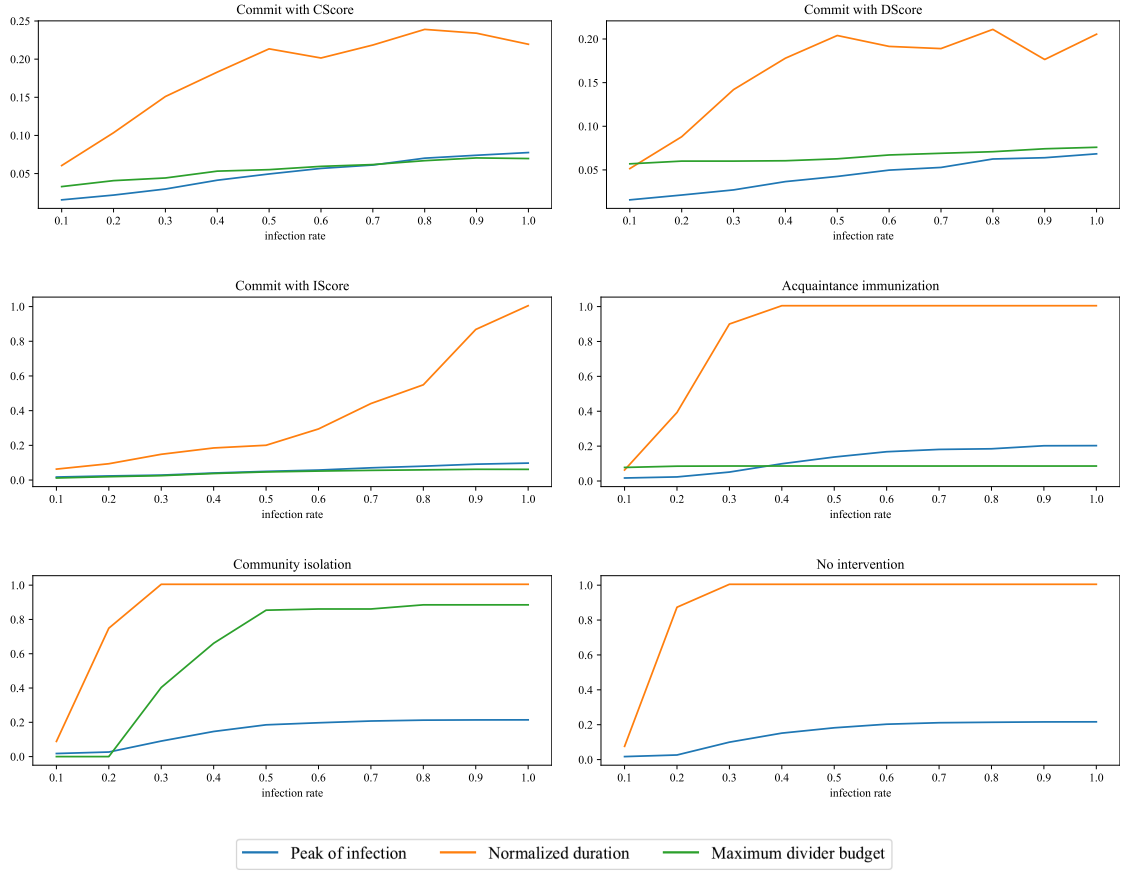 Commit with CScore
0.25
0.20
0.15
0.10
0.05
0.1 0.2 0.3 0.4 0.5 0.6 0.7 0.8 0.9 1.0
infection rate
Commit with DScore
0.20
0.15
0.10
0.05
0.1 0.2 0.3 0.4 0.5 0.6 0.7 0.8 0.9 1.0
infection rate
Commit with IScore
1.0
0.8
0.6
0.4
0.2
0.0
0.1 0.2 0.3 0.4 0.5 0.6 0.7 0.8 0.9 1.0
infection rate
Acquaintance immunization
1.0
0.8
0.6
0.4
0.2
0.0
0.1 0.2 0.3 0.4 0.5 0.6 0.7 0.8 0.9 1.0
infection rate
Community isolation
1.0
0.8
0.6
0.4
0.2
0.0
0.1 0.2 0.3 0.4 0.5 0.6 0.7 0.8 0.9 1.0
infection rate
No intervention
1.0
0.8
0.6
0.4
0.2
0.0
0.1 0.2 0.3 0.4 0.5 0.6 0.7 0.8 0.9 1.0
infection rate
Peak of infection Normalized duration Maximum divider budget